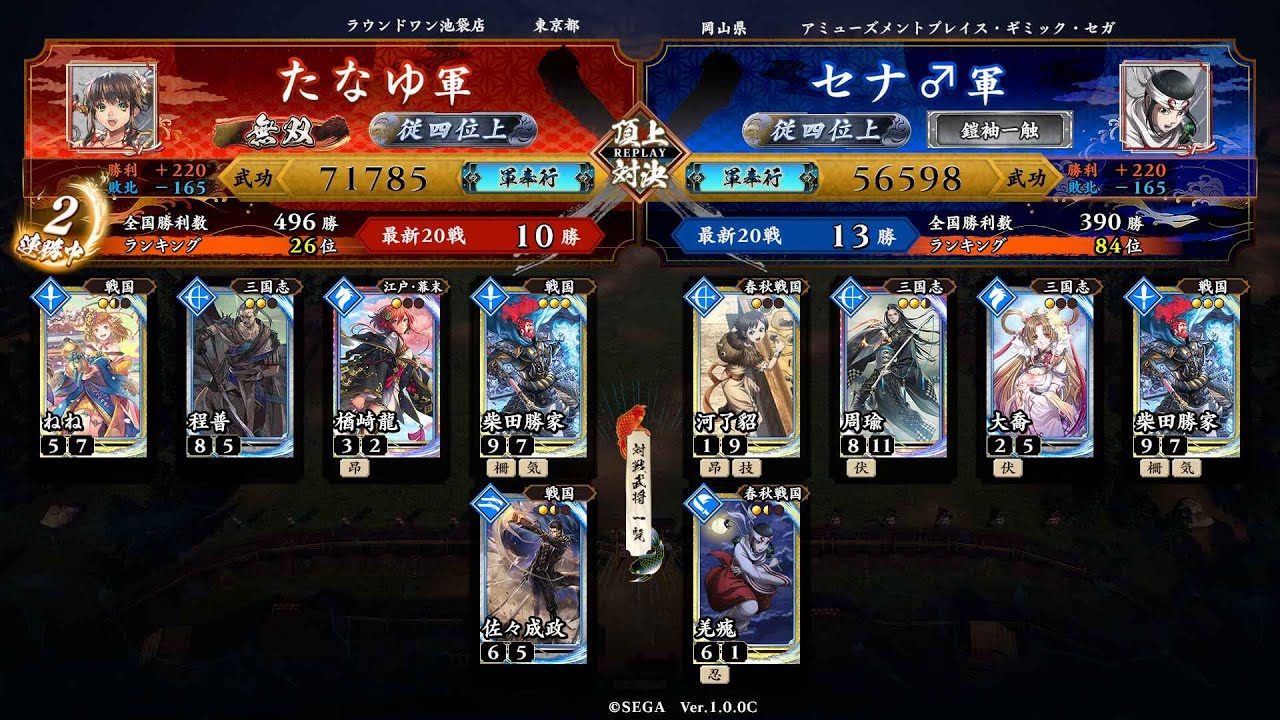 ラウンドワン池袋店 東京都
岡山県 アミューズメントプレイス・ギミック・セガ
たなゆ軍
無双 従四位上
勝利 +220
敗北 -165
武功 71785 軍奉行
2連勝中
全国勝利数 496勝
ランキング 26位
最新20戦 10勝
頂上
REPLAY
対決
セナ♂軍
従四位上 鎧袖一触
軍奉行 56598 武功
勝利 +220
敗北 -165
最新20戦 13勝
全国勝利数 390勝
ランキング 84位
戦国
ねね
5 7
三国志
程普
8 5
江戸・幕末
楢崎龍
3 2
昂
戦国
柴田勝家
9 7
柵 気
戦国
佐々成政
6 5
対戦武将一覧
春秋戦国
河了貂
1 9
昂 技
三国志
周瑜
8 11
伏
三国志
大喬
2 5
伏
戦国
柴田勝家
9 7
柵 気
春秋戦国
羌瘣
6 1
忍
©SEGA Ver.1.0.0C